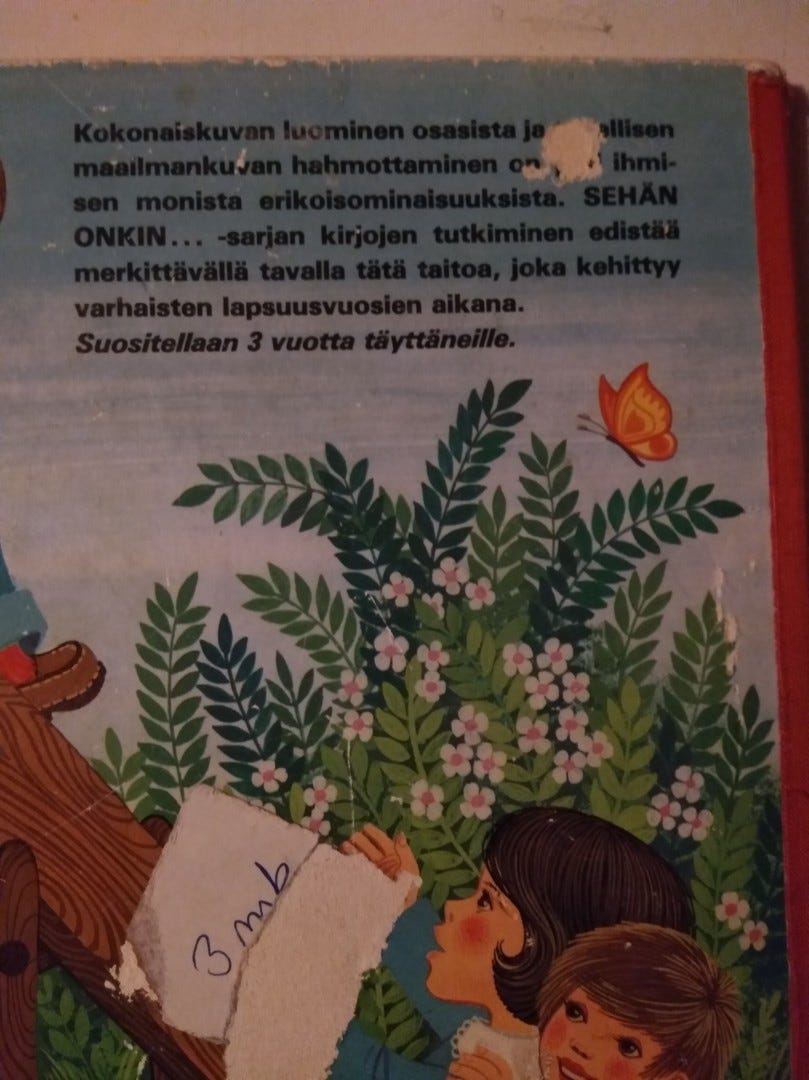 Kokonaiskuvan luominen osasista ja
maailmankuvan hahmottaminen ihmi-
sen monista erikoisominaisuuksista. SEHÄN
ONKIN... -sarjan kirjojen tutkiminen edistää
merkittävällä tavalla tätä taitoa, joka kehittyy
varhaisten lapsuusvuosien aikana.
Suositellaan 3 vuotta täyttäneille.
3 mk